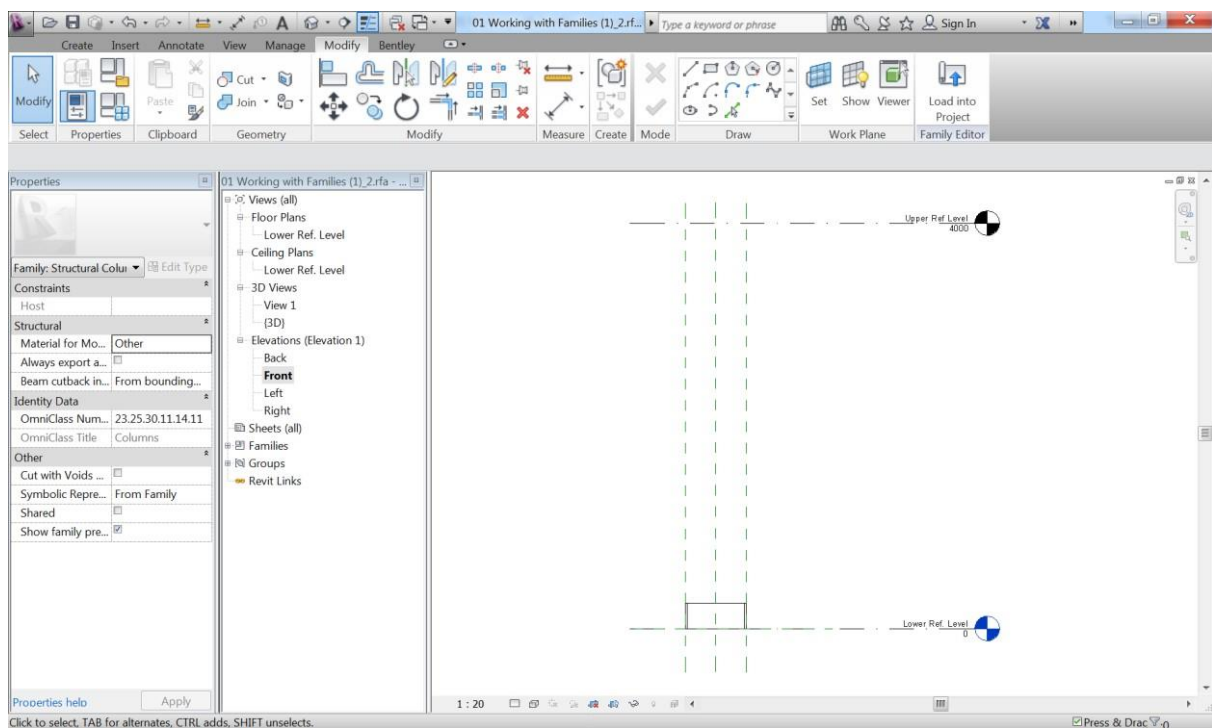 01 Working with Families (1)_2.rf...
Type a keyword or phrase
Sign In
Create Insert Annotate View Manage Modify Bentley
Modify
Paste
Cut
Join
Set Show Viewer
Load into
Project
Select Properties Clipboard Geometry Modify Measure Create Mode Draw Work Plane Family Editor
Properties
Family: Structural Colu
Edit Type
Constraints
Host
Structural
Material for Mo... Other
Always export a...
Beam cutback in... From bounding...
Identity Data
OmniClass Num... 23.25.30.11.14.11
OmniClass Title Columns
Other
Cut with Voids ...
Symbolic Repre... From Family
Shared
Show family pre...
Properties help
Apply
01 Working with Families (1)_2.rfa - ...
Views (all)
Floor Plans
Lower Ref. Level
Ceiling Plans
Lower Ref. Level
3D Views
View 1
{3D}
Elevations (Elevation 1)
Back
Front
Left
Right
Sheets (all)
Families
Groups
Revit Links
Upper Ref Level
4000
Lower Ref. Level
0
1 : 20
Click to select, TAB for alternates, CTRL adds, SHIFT unselects.
Press & Drac
:0